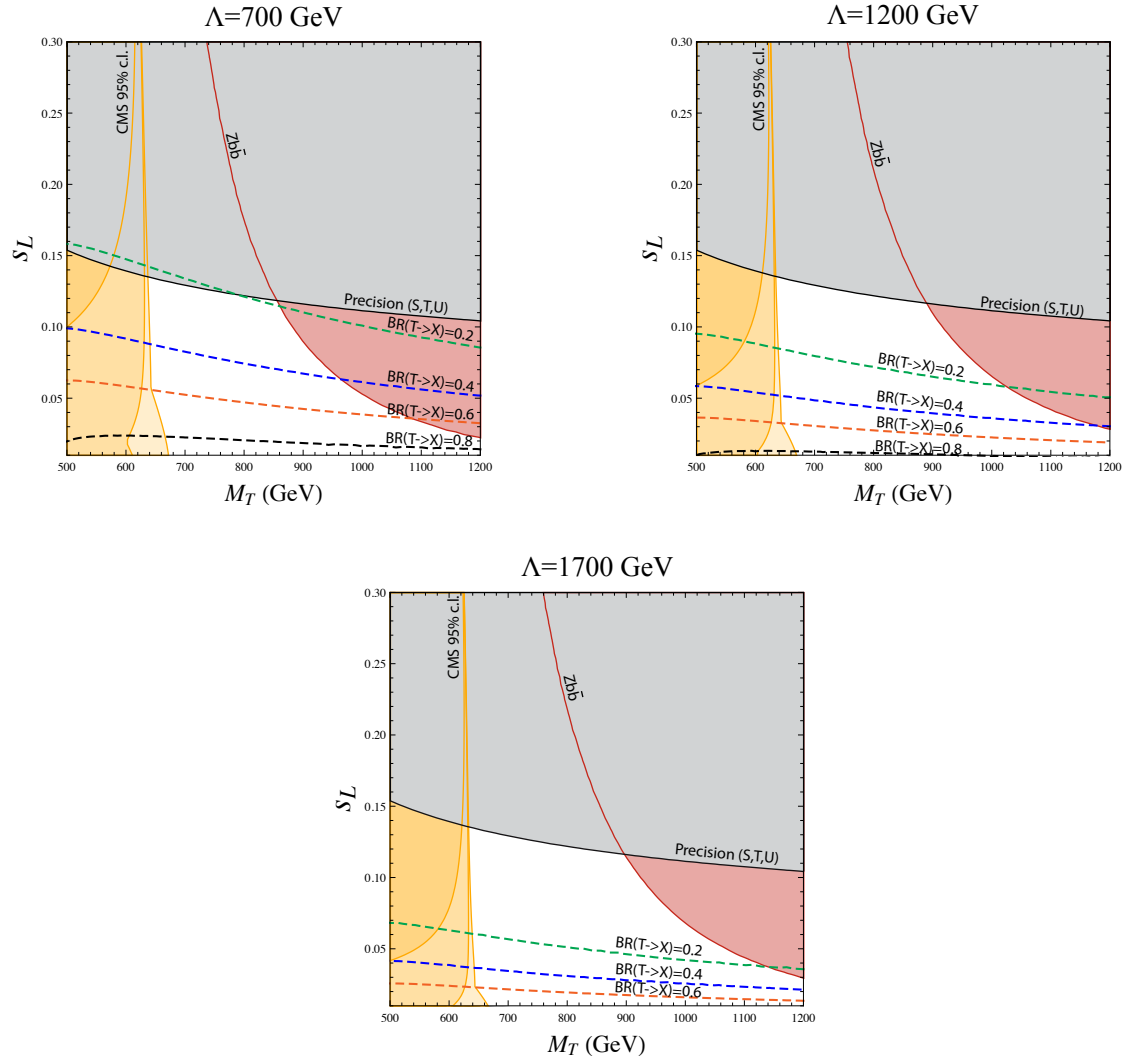 Λ=700 GeV
0.30
0.25
0.20
0.15
0.10
0.05
500
600
700
800
900
1000
1100
1200
s_L
M_T (GeV)
CMS 95% c.l.
Zbb̄
Precision (S,T,U)
BR(T->X)=0.2
BR(T->X)=0.4
BR(T->X)=0.6
BR(T->X)=0.8
Λ=1200 GeV
0.30
0.25
0.20
0.15
0.10
0.05
500
600
700
800
900
1000
1100
1200
s_L
M_T (GeV)
CMS 95% c.l.
Zbb̄
Precision (S,T,U)
BR(T->X)=0.2
BR(T->X)=0.4
BR(T->X)=0.6
BR(T->X)=0.8
Λ=1700 GeV
0.30
0.25
0.20
0.15
0.10
0.05
500
600
700
800
900
1000
1100
1200
s_L
M_T (GeV)
CMS 95% c.l.
Zbb̄
Precision (S,T,U)
BR(T->X)=0.2
BR(T->X)=0.4
BR(T->X)=0.6